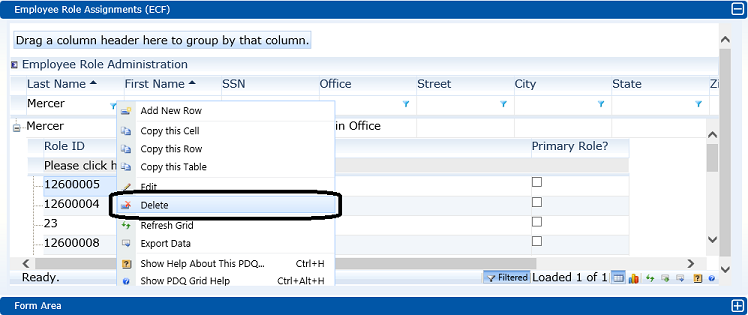 Employee Role Assignments (ECF)
Drag a column header here to group by that column.
Employee Role Administration
Last Name First Name SSN Office Street City State Zi
Mercer
Mercer in Office
Role ID Primary Role?
Please click h
12600005
12600004
23
12600008
Add New Row
Copy this Cell
Copy this Row
Copy this Table
Edit
Delete
Refresh Grid
Export Data
Show Help About This PDQ... Ctrl+H
Show PDQ Grid Help Ctrl+Alt+H
Ready. Filtered Loaded 1 of 1
Form Area